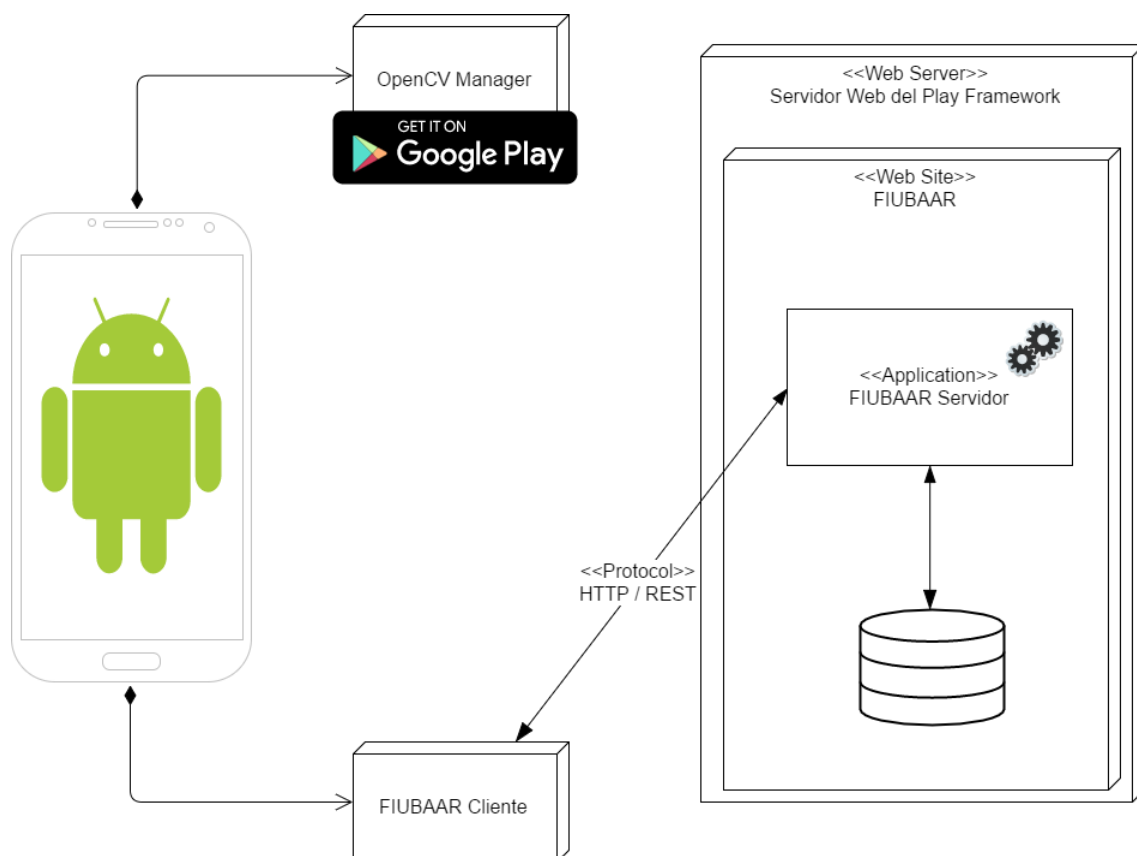 OpenCV Manager
GET IT ON
Google Play
<<Web Server>>
Servidor Web del Play Framework
<<Web Site>>
FIUBAAR
<<Application>>
FIUBAAR Servidor
<<Protocol>>
HTTP / REST
FIUBAAR Cliente